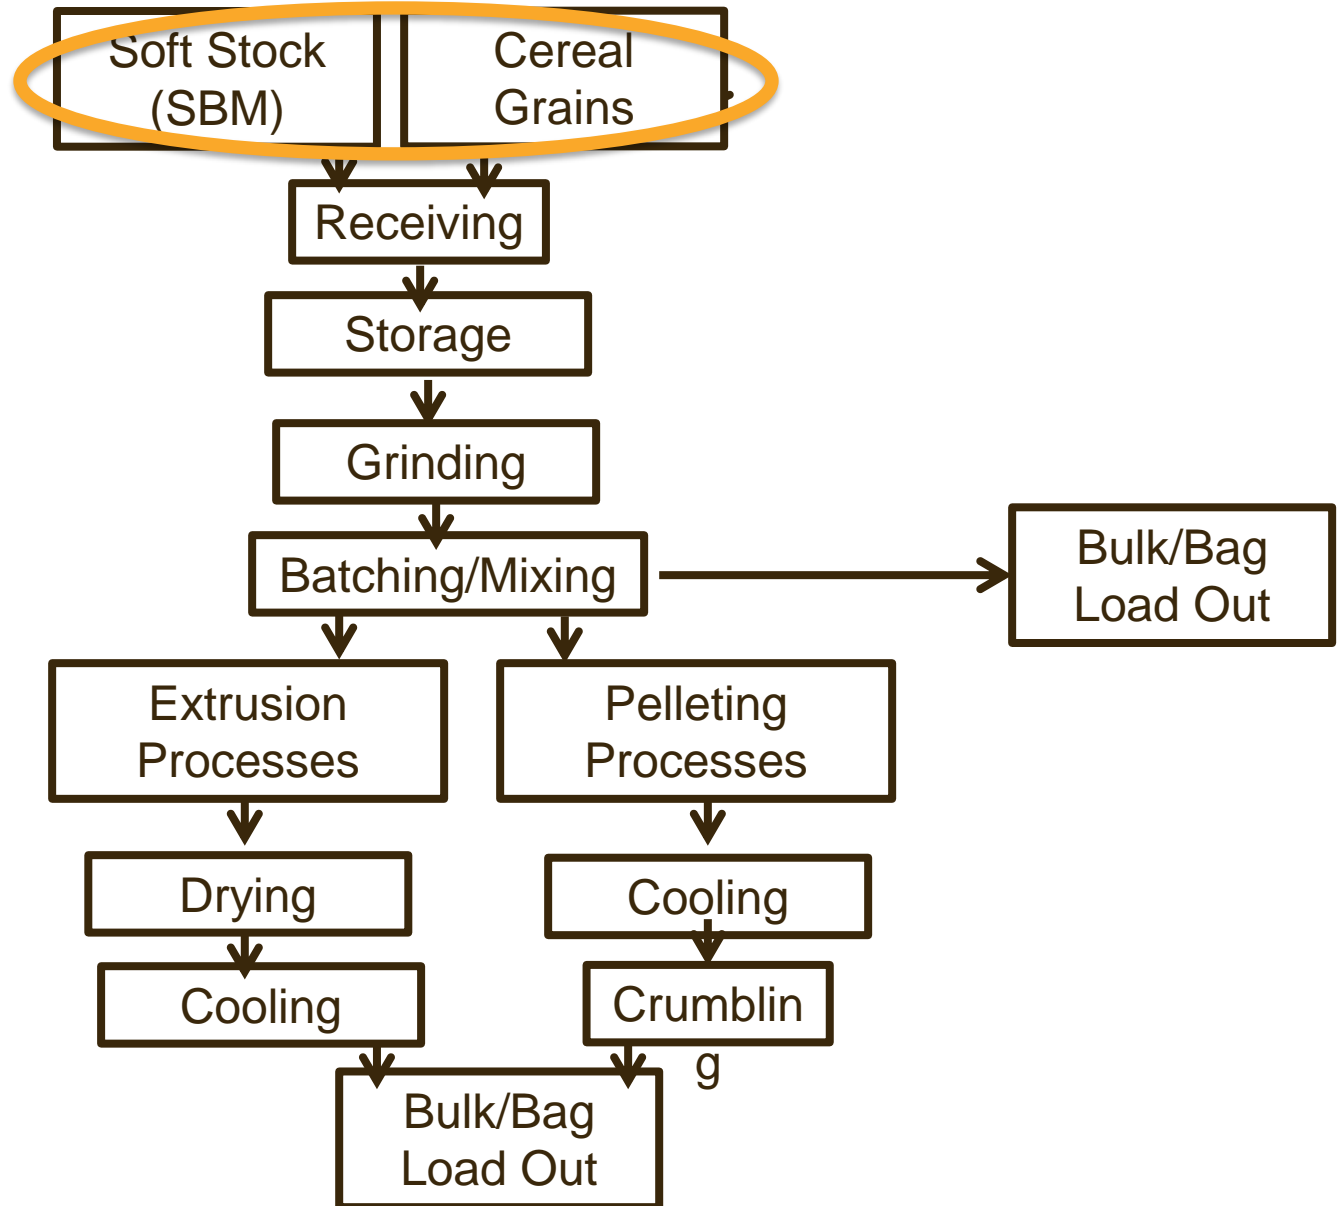 Soft Stock
(SBM)
Cereal
Grains
Receiving
Storage
Grinding
Batching/Mixing
Bulk/Bag
Load Out
Extrusion
Processes
Pelleting
Processes
Drying
Cooling
Cooling
Crumblin
g
Bulk/Bag
Load Out